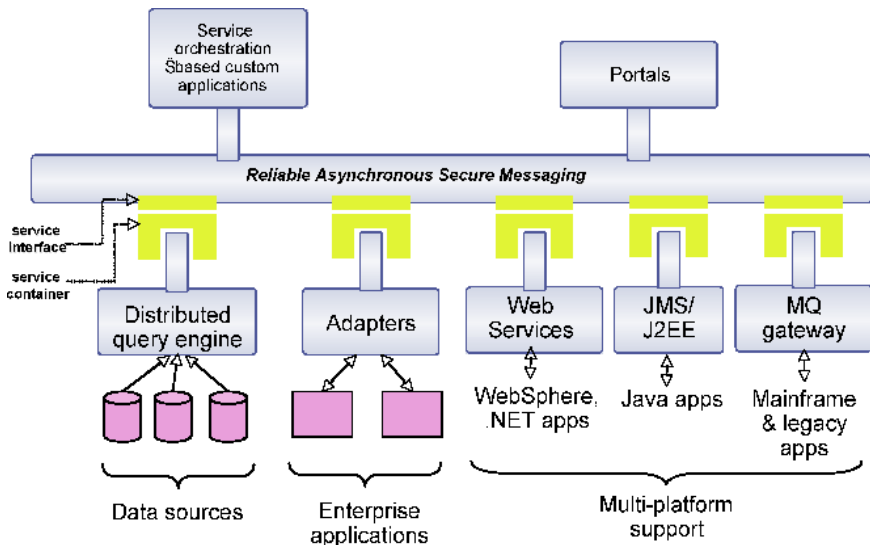 Service
orchestration
Šbased custom
applications
Portals
Reliable Asynchronous Secure Messaging
service
interface
service
container
Distributed
query engine
Adapters
Web
Services
JMS/
J2EE
MQ
gateway
WebSphere,
.NET apps
Java apps
Mainframe
& legacy
apps
Data sources
Enterprise
applications
Multi-platform
support